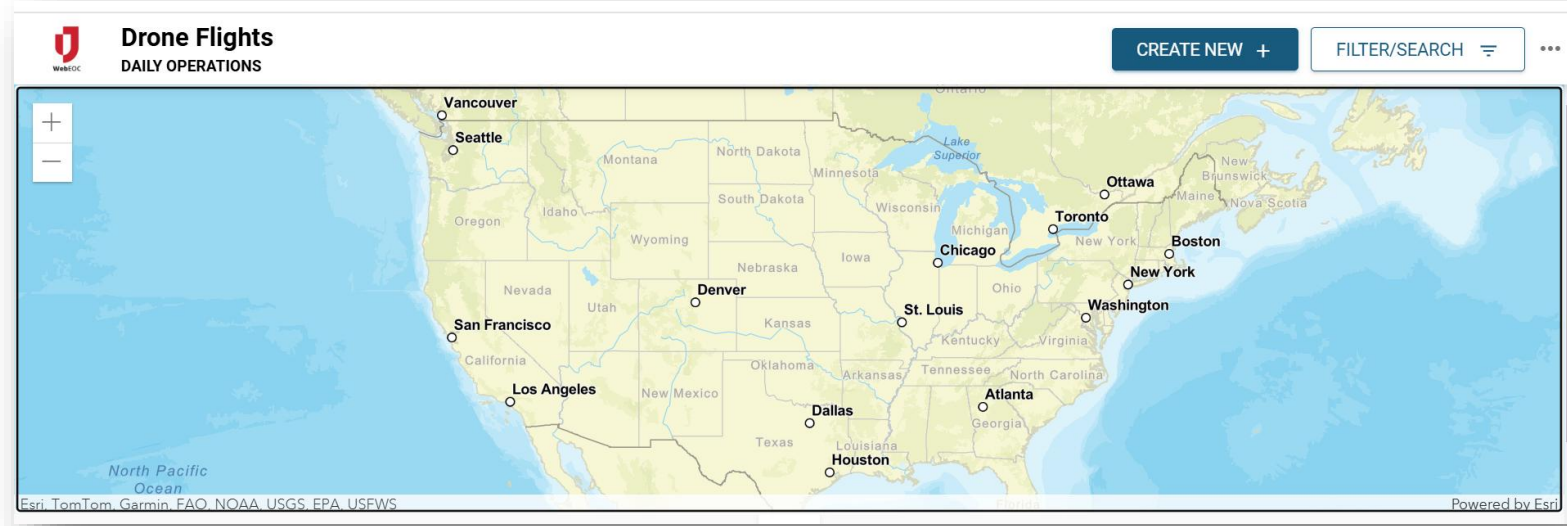 Drone Flights
DAILY OPERATIONS
WebEOC
CREATE NEW +
FILTER/SEARCH
Ontario
Vancouver
Seattle
Montana
North Dakota
Minnesota
Lake
Superior
New
Brunswick
Ottawa
Maine
Nova Scotia
Oregon
Idaho
South Dakota
Wisconsin
Toronto
Michigan
New York
Boston
Wyoming
Chicago
Iowa
Nebraska
New York
Nevada
Utah
Denver
Ohio
Washington
St. Louis
Kansas
San Francisco
Kentucky
Virginia
California
Oklahoma
Arkansas
Tennessee
North Carolina
Los Angeles
New Mexico
Atlanta
Dallas
Georgia
Texas
Louisiana
Houston
North Pacific
Ocean
Florida
Esri, TomTom, Garmin, FAO, NOAA, USGS, EPA, USFWS
Powered by Esri